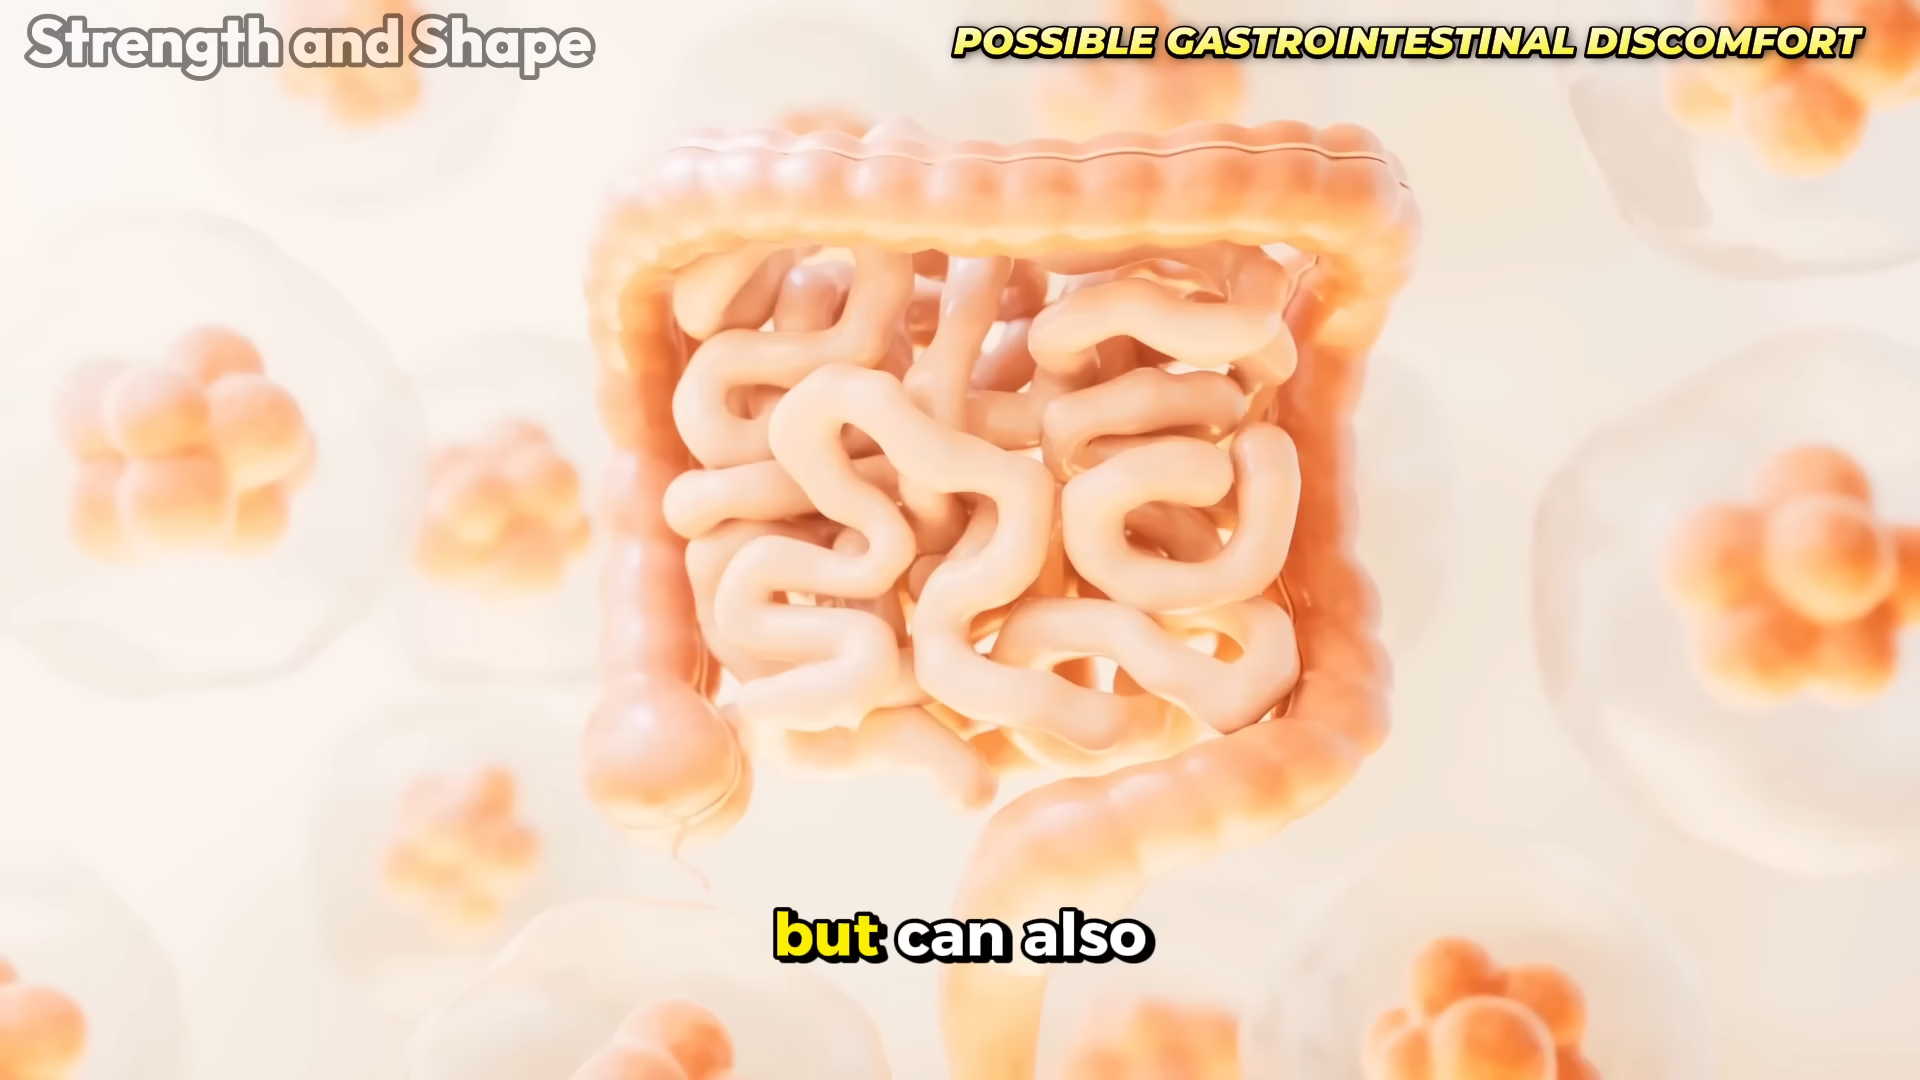 Strength and Shape
POSSIBLE GASTROINTESTINAL DISCOMFORT
but can also